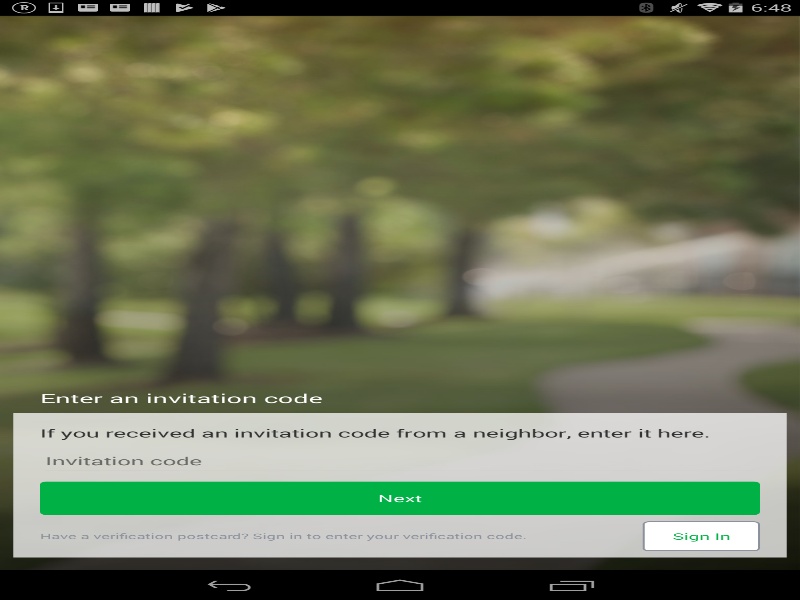 R
6:48
Enter an invitation code
If you received an invitation code from a neighbor, enter it here.
Invitation code
Next
Have a verification postcard? Sign in to enter your verification code.
Sign In